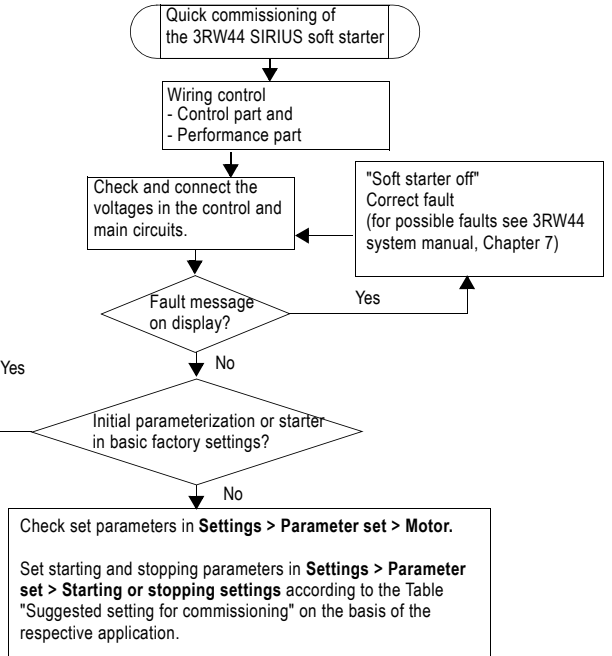 Quick commissioning of
the 3RW44 SIRIUS soft starter
Wiring control
- Control part and
- Performance part
Check and connect the
voltages in the control and
main circuits.
"Soft starter off"
Correct fault
(for possible faults see 3RW44
system manual, Chapter 7)
Fault message
on display?
Yes
No
Yes
Initial parameterization or starter
in basic factory settings?
No
Check set parameters in Settings > Parameter set > Motor.
Set starting and stopping parameters in Settings > Parameter
set > Starting or stopping settings according to the Table
"Suggested setting for commissioning" on the basis of the
respective application.